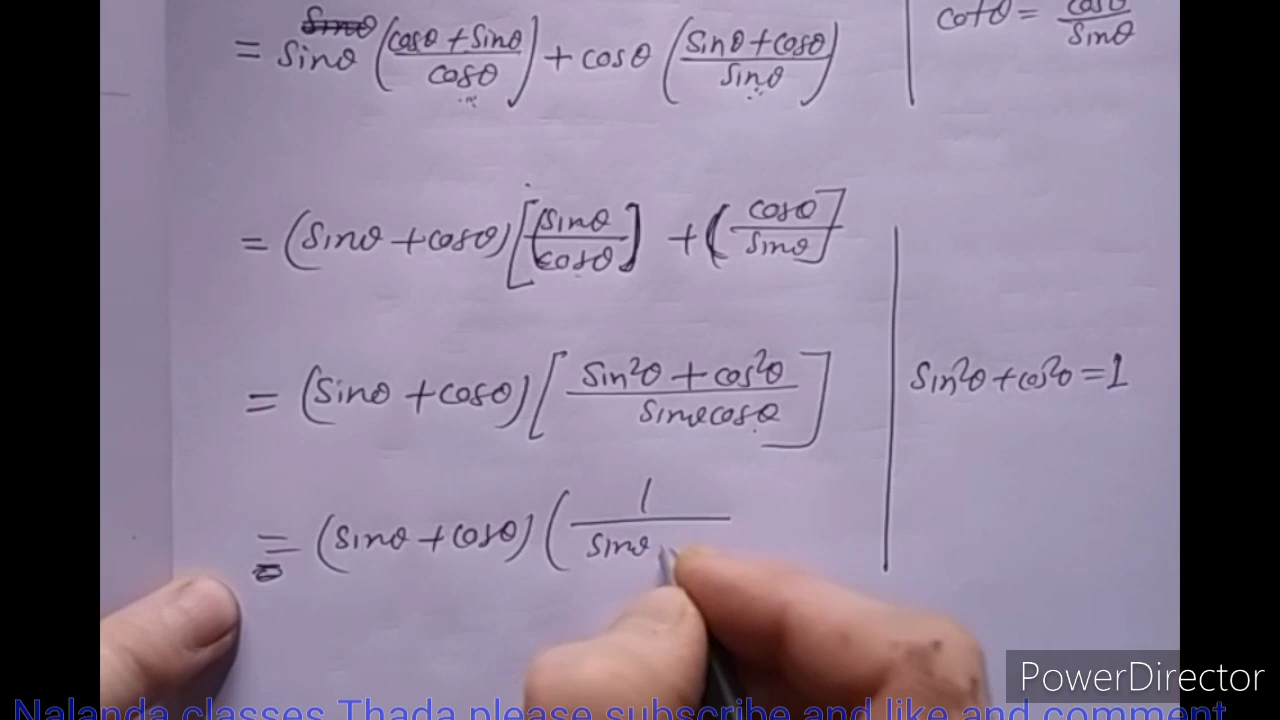 sinθ
= sinθ (cosθ + sinθ / cosθ) + cosθ (sinθ + cosθ / sinθ)
cotθ = cosθ / sinθ
= (sinθ + cosθ) [(sinθ / cosθ) + (cosθ / sinθ]
= (sinθ + cosθ) [sin²θ + cos²θ / sinθcosθ]
sin²θ + cos²θ = 1
= (sinθ + cosθ) (1 / sinθ
PowerDirector
Nalanda classes Thada please subscribe and like and comment